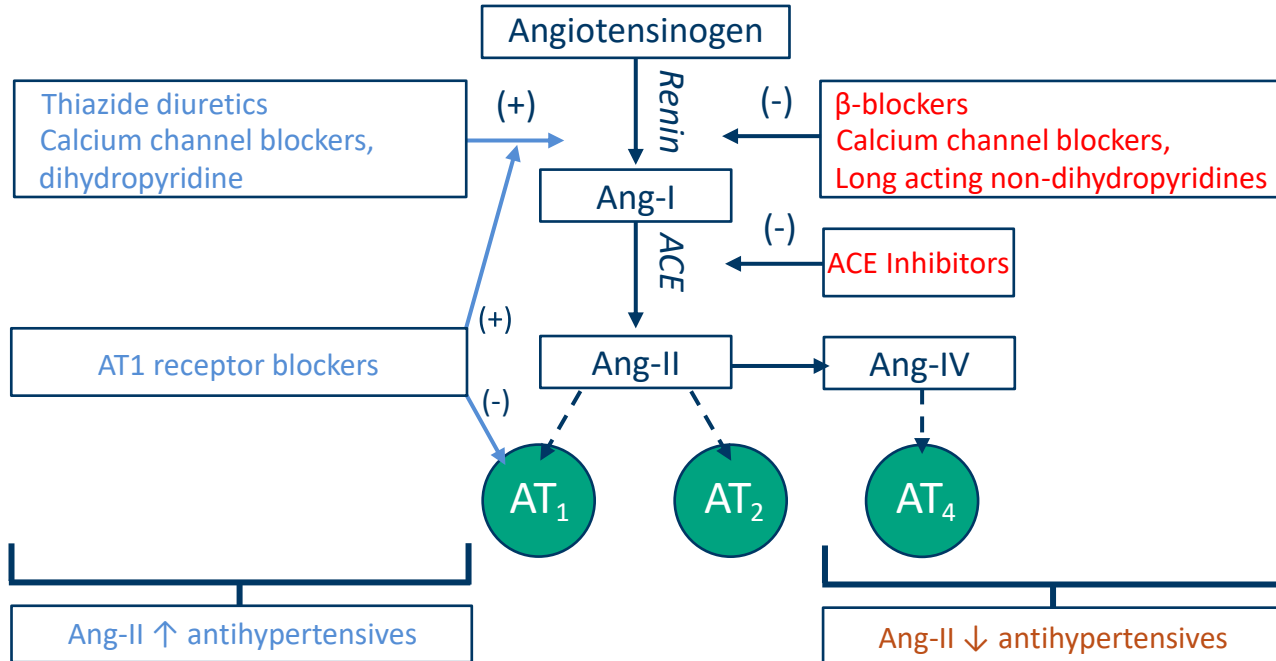 Angiotensinogen
Renin
Thiazide diuretics
Calcium channel blockers,
dihydropyridine
(+)
(-)
β-blockers
Calcium channel blockers,
Long acting non-dihydropyridines
Ang-I
ACE
(-)
ACE Inhibitors
AT1 receptor blockers
(+)
(-)
Ang-II
Ang-IV
AT₁
AT₂
AT₄
Ang-II ↑ antihypertensives
Ang-II ↓ antihypertensives